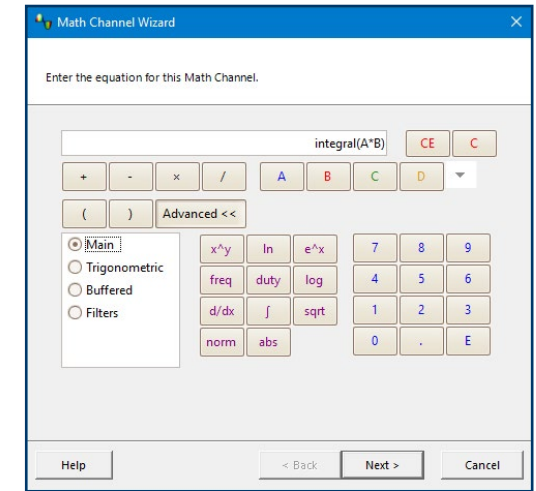 Math Channel Wizard
Enter the equation for this Math Channel.
integral(A*B) CE C
+ - × / A B C D
( ) Advanced <<
Main
Trigonometric
Buffered
Filters
x^y ln e^x 7 8 9
freq duty log 4 5 6
d/dx ∫ sqrt 1 2 3
norm abs 0 . E
Help < Back Next > Cancel